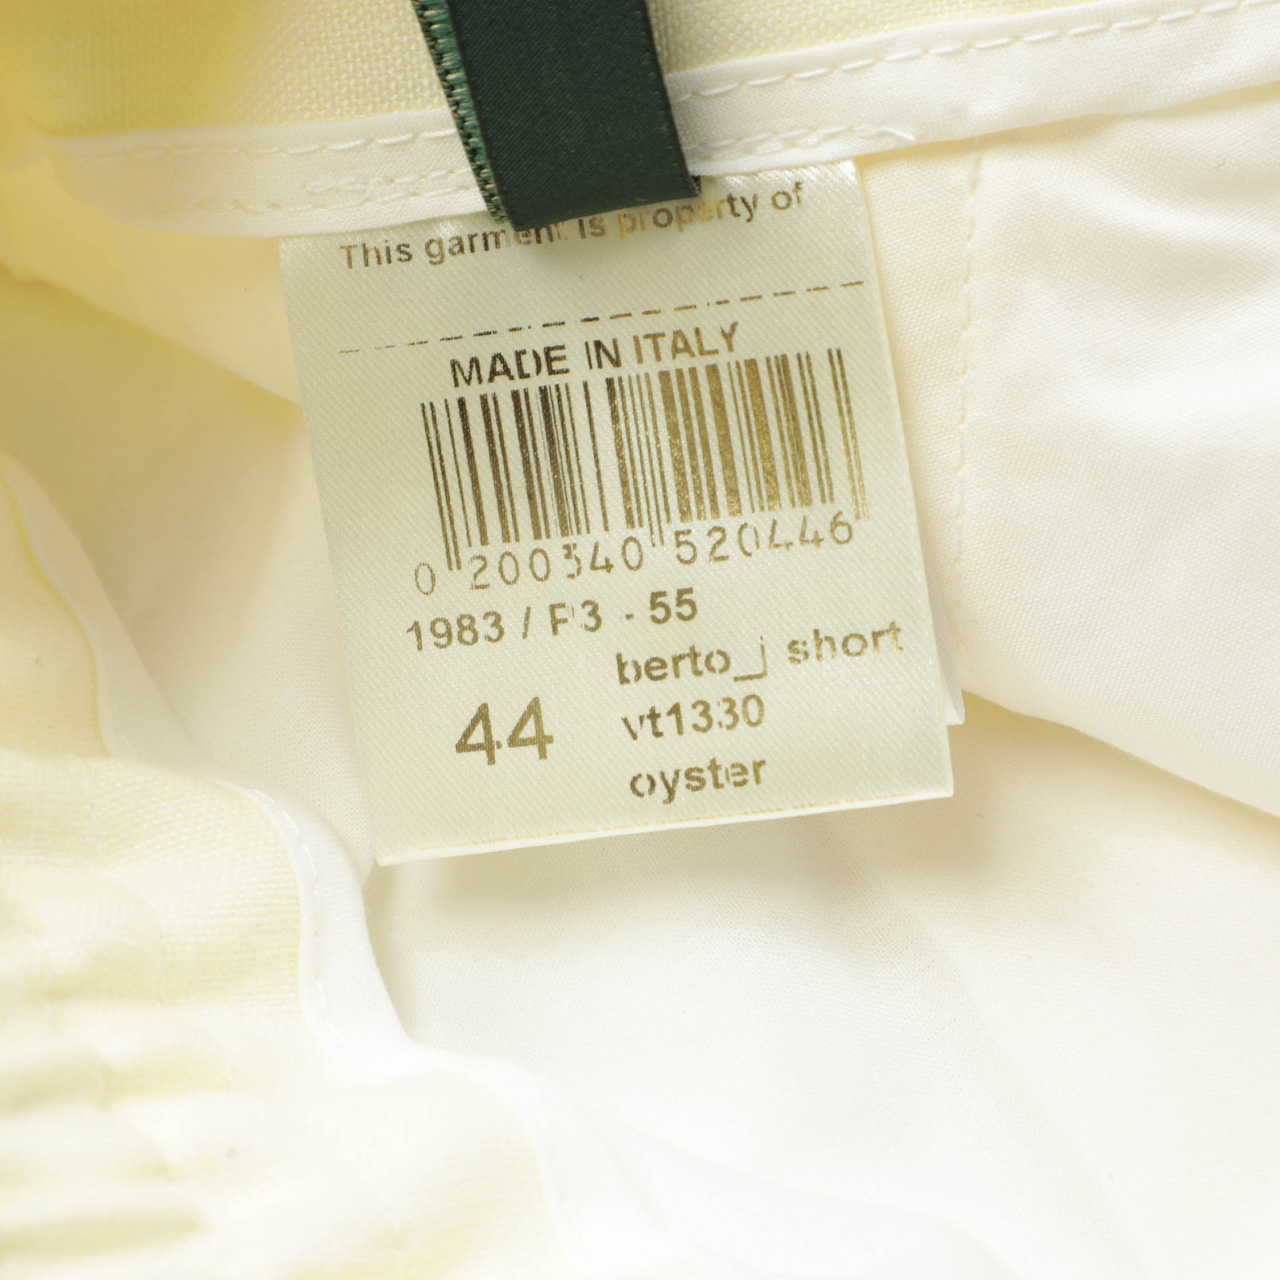 This garment is property of
MADE IN ITALY
0 200340 520446
1983 / P3 - 55
berto_j short
44
vt1330
oyster